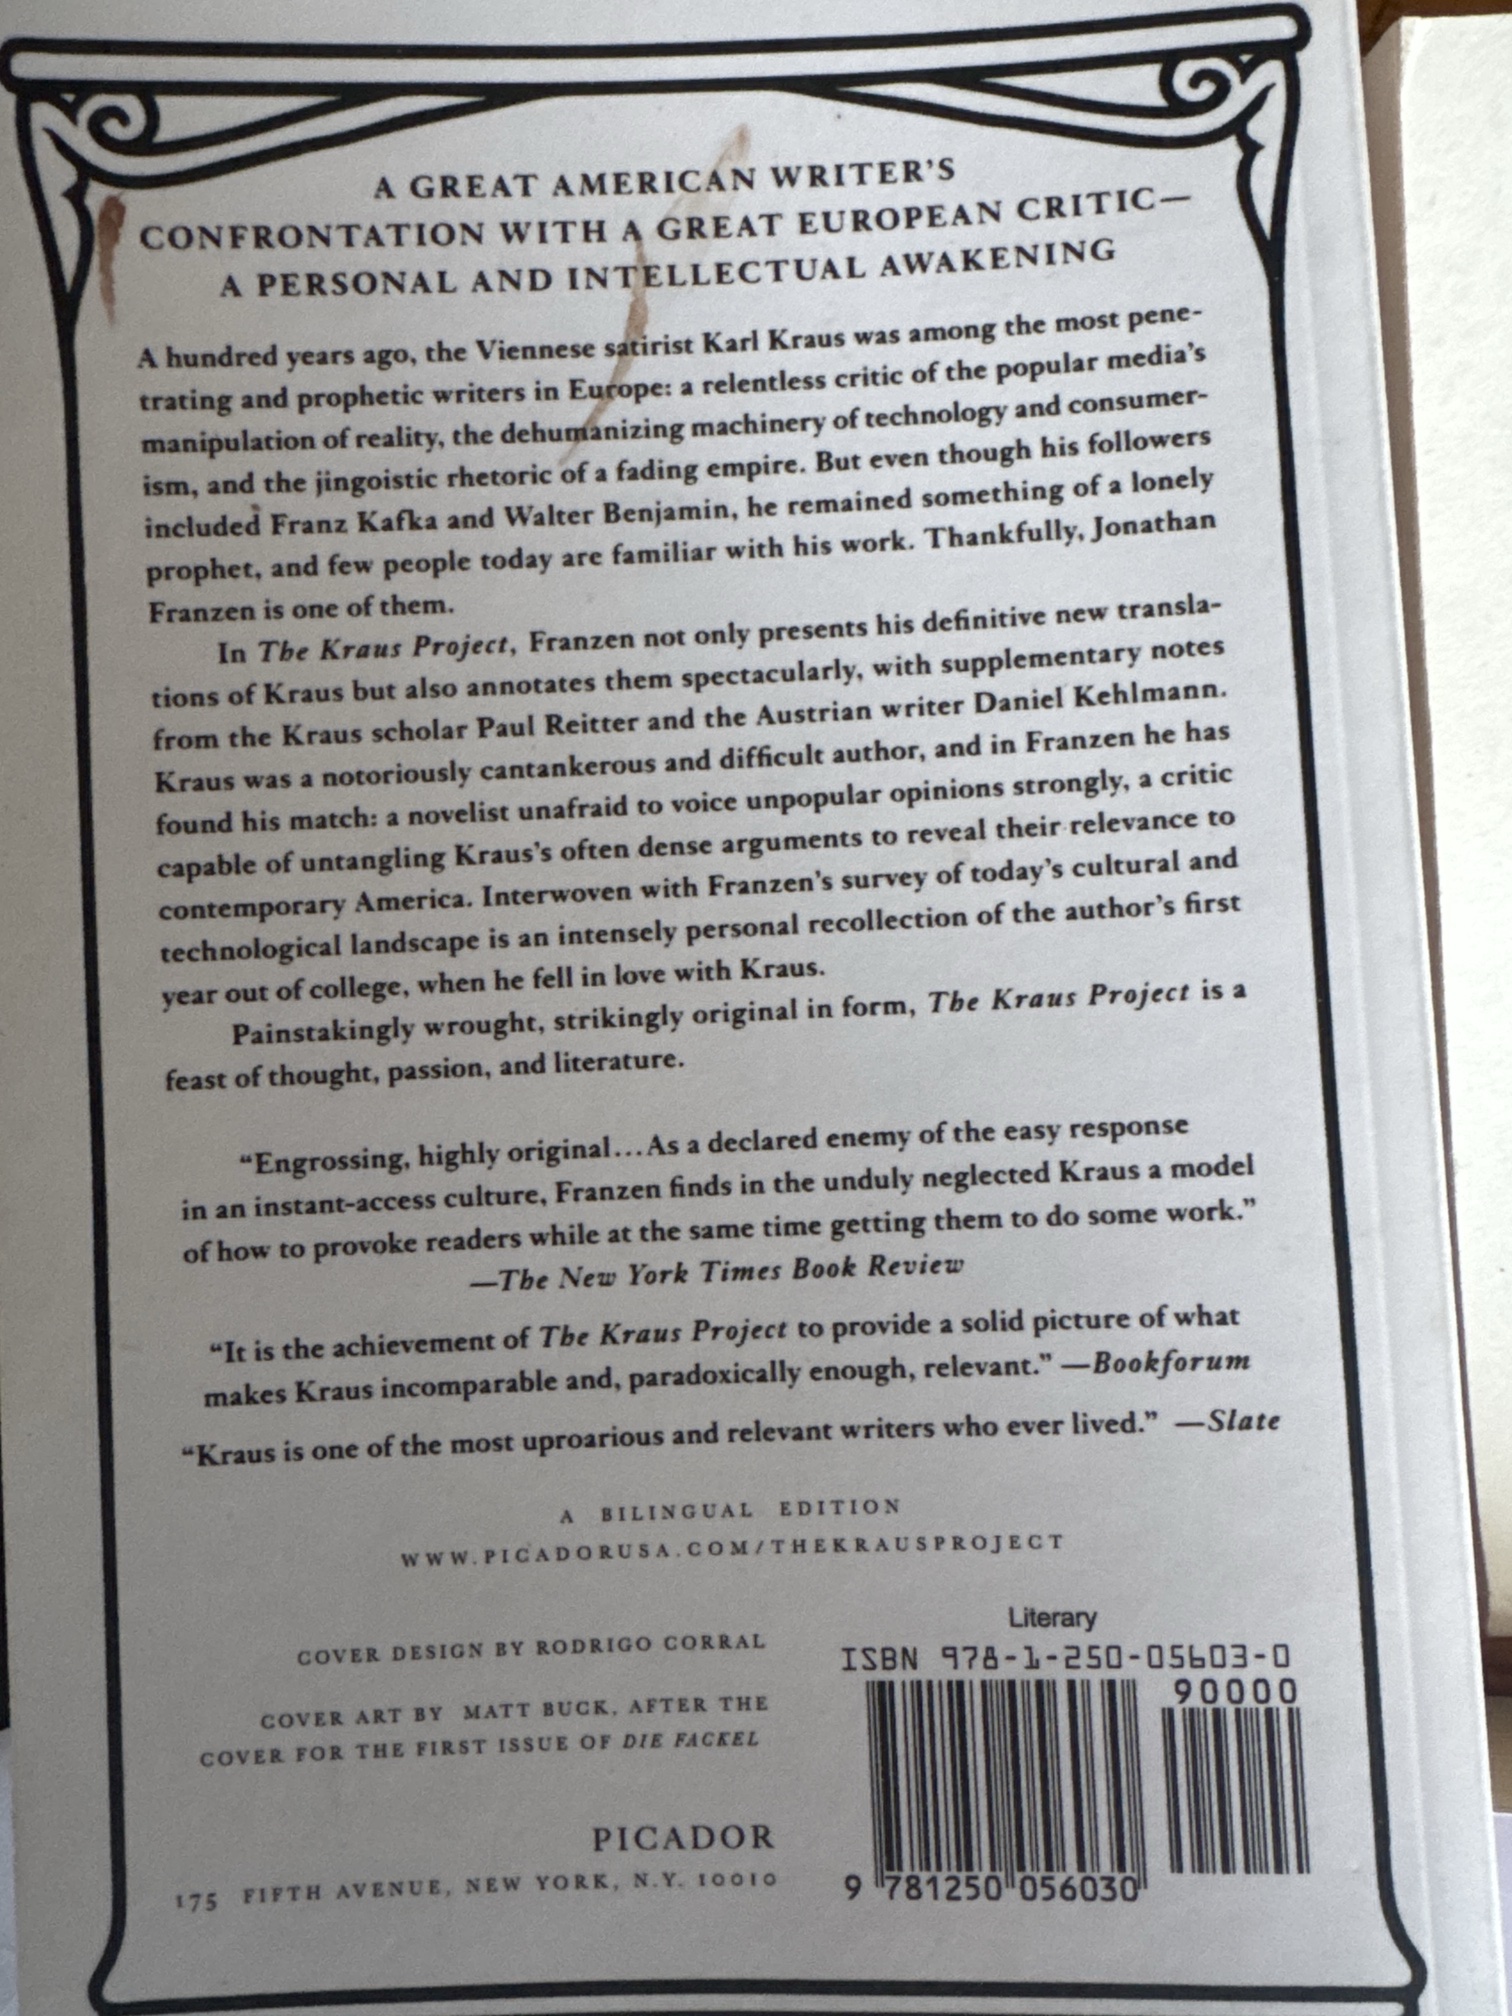 A GREAT AMERICAN WRITER'S
CONFRONTATION WITH A GREAT EUROPEAN CRITIC—
A PERSONAL AND INTELLECTUAL AWAKENING
A hundred years ago, the Viennese satirist Karl Kraus was among the most pene-
trating and prophetic writers in Europe: a relentless critic of the popular media's
manipulation of reality, the dehumanizing machinery of technology and consumer-
ism, and the jingoistic rhetoric of a fading empire. But even though his followers
included Franz Kafka and Walter Benjamin, he remained something of a lonely
prophet, and few people today are familiar with his work. Thankfully, Jonathan
Franzen is one of them.
In The Kraus Project, Franzen not only presents his definitive new transla-
tions of Kraus but also annotates them spectacularly, with supplementary notes
from the Kraus scholar Paul Reitter and the Austrian writer Daniel Kehlmann.
Kraus was a notoriously cantankerous and difficult author, and in Franzen he has
found his match: a novelist unafraid to voice unpopular opinions strongly, a critic
capable of untangling Kraus's often dense arguments to reveal their relevance to
contemporary America. Interwoven with Franzen's survey of today's cultural and
technological landscape is an intensely personal recollection of the author's first
year out of college, when he fell in love with Kraus.
Painstakingly wrought, strikingly original in form, The Kraus Project is a
feast of thought, passion, and literature.
“Engrossing, highly original...As a declared enemy of the easy response
in an instant-access culture, Franzen finds in the unduly neglected Kraus a model
of how to provoke readers while at the same time getting them to do some work.”
—The New York Times Book Review
“It is the achievement of The Kraus Project to provide a solid picture of what
makes Kraus incomparable and, paradoxically enough, relevant.” —Bookforum
“Kraus is one of the most uproarious and relevant writers who ever lived.” —Slate
A BILINGUAL EDITION
WWW.PICADORUSA.COM/THEKRAUSPROJECT
COVER DESIGN BY RODRIGO CORRAL
COVER ART BY MATT BUCK, AFTER THE
COVER FOR THE FIRST ISSUE OF DIE FACKEL
PICADOR
175 FIFTH AVENUE, NEW YORK, N.Y. 10010
Literary
ISBN 978-1-250-05603-0
90000
9 781250 056030